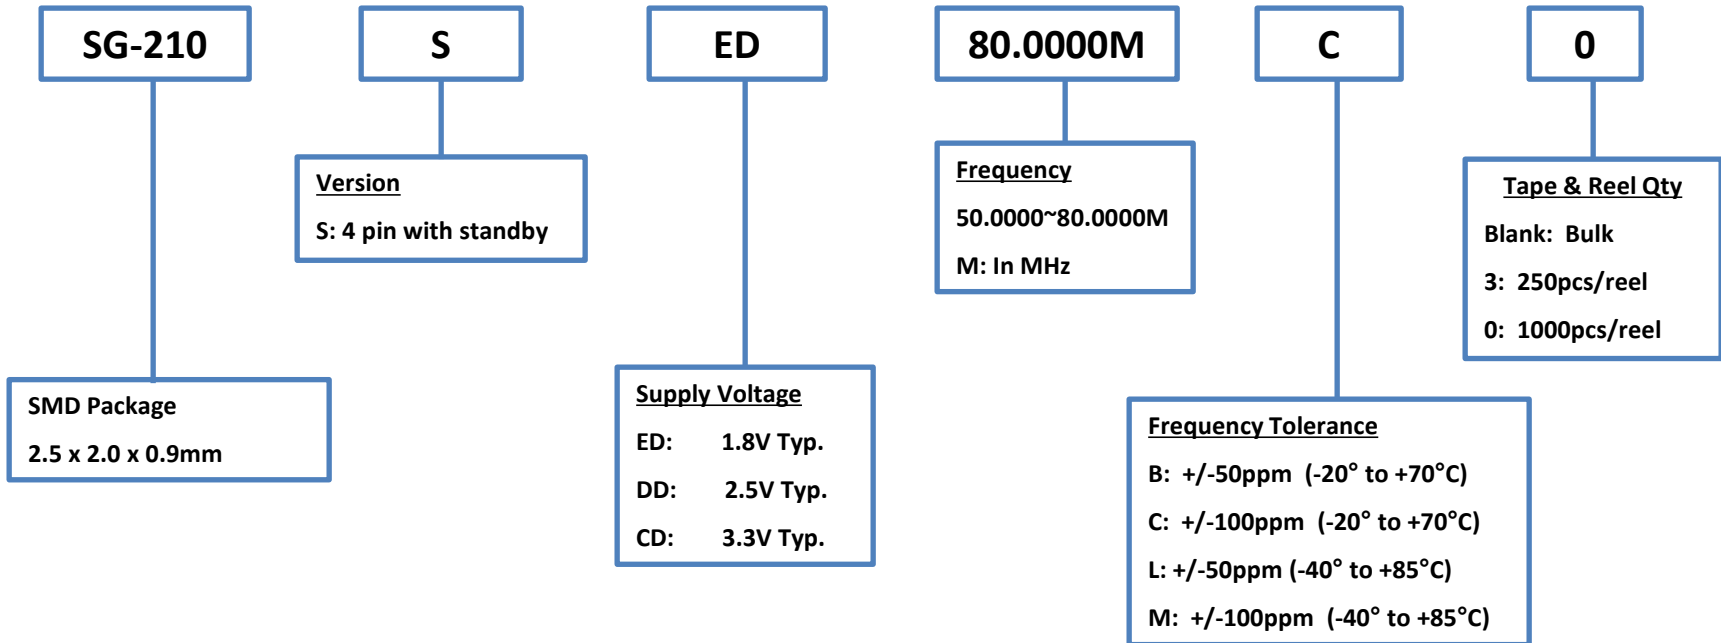 SG-210 S ED 80.0000M C 0
Version
S: 4 pin with standby
Frequency
50.0000~80.0000M
M: In MHz
Tape & Reel Qty
Blank: Bulk
3: 250pcs/reel
0: 1000pcs/reel
SMD Package
2.5 x 2.0 x 0.9mm
Supply Voltage
ED: 1.8V Typ.
DD: 2.5V Typ.
CD: 3.3V Typ.
Frequency Tolerance
B: +/-50ppm (-20° to +70°C)
C: +/-100ppm (-20° to +70°C)
L: +/-50ppm (-40° to +85°C)
M: +/-100ppm (-40° to +85°C)